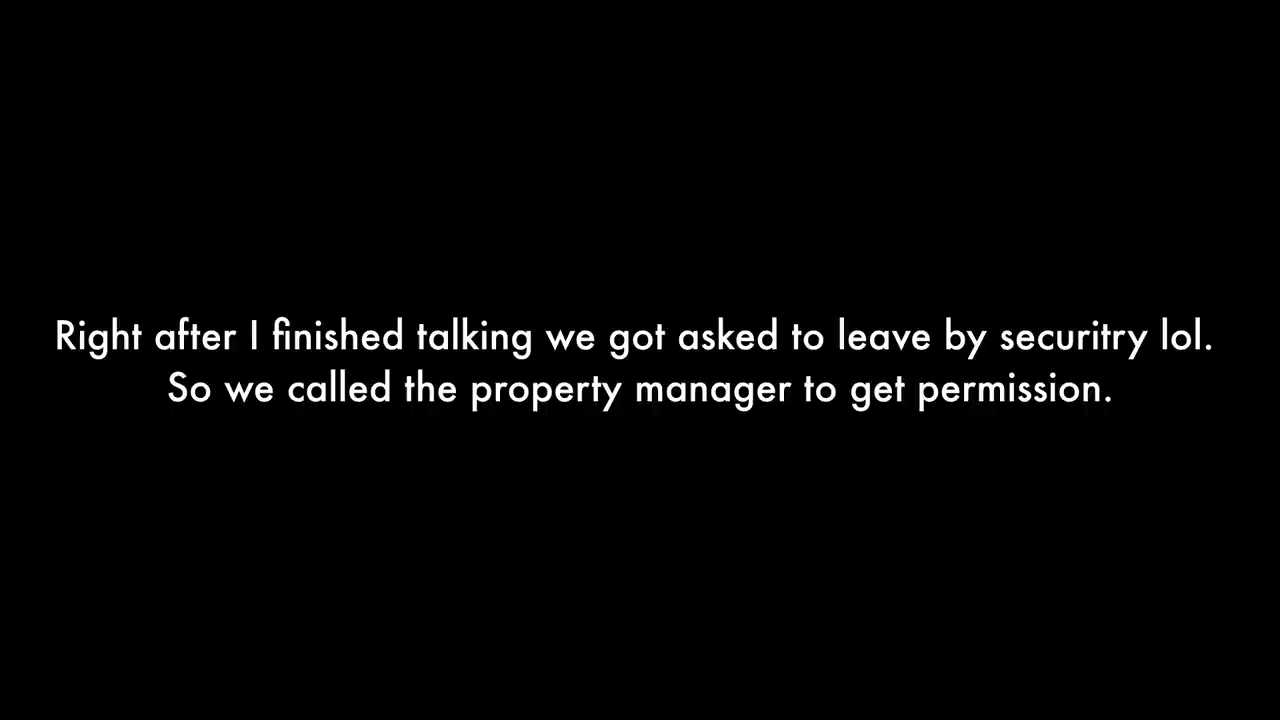 Right after I finished talking we got asked to leave by securitry lol.
So we called the property manager to get permission.